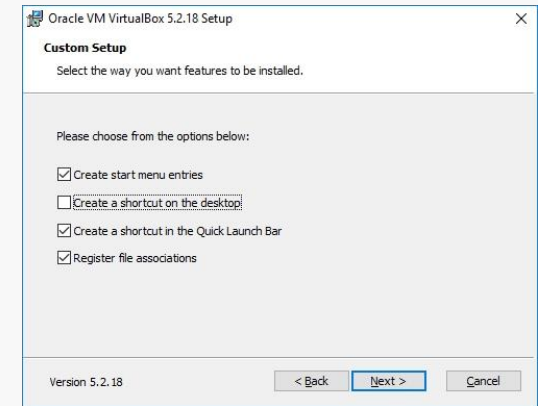 Oracle VM VirtualBox 5.2.18 Setup
Custom Setup
Select the way you want features to be installed.
Please choose from the options below:
Create start menu entries
Create a shortcut on the desktop
Create a shortcut in the Quick Launch Bar
Register file associations
Version 5.2.18
< Back
Next >
Cancel